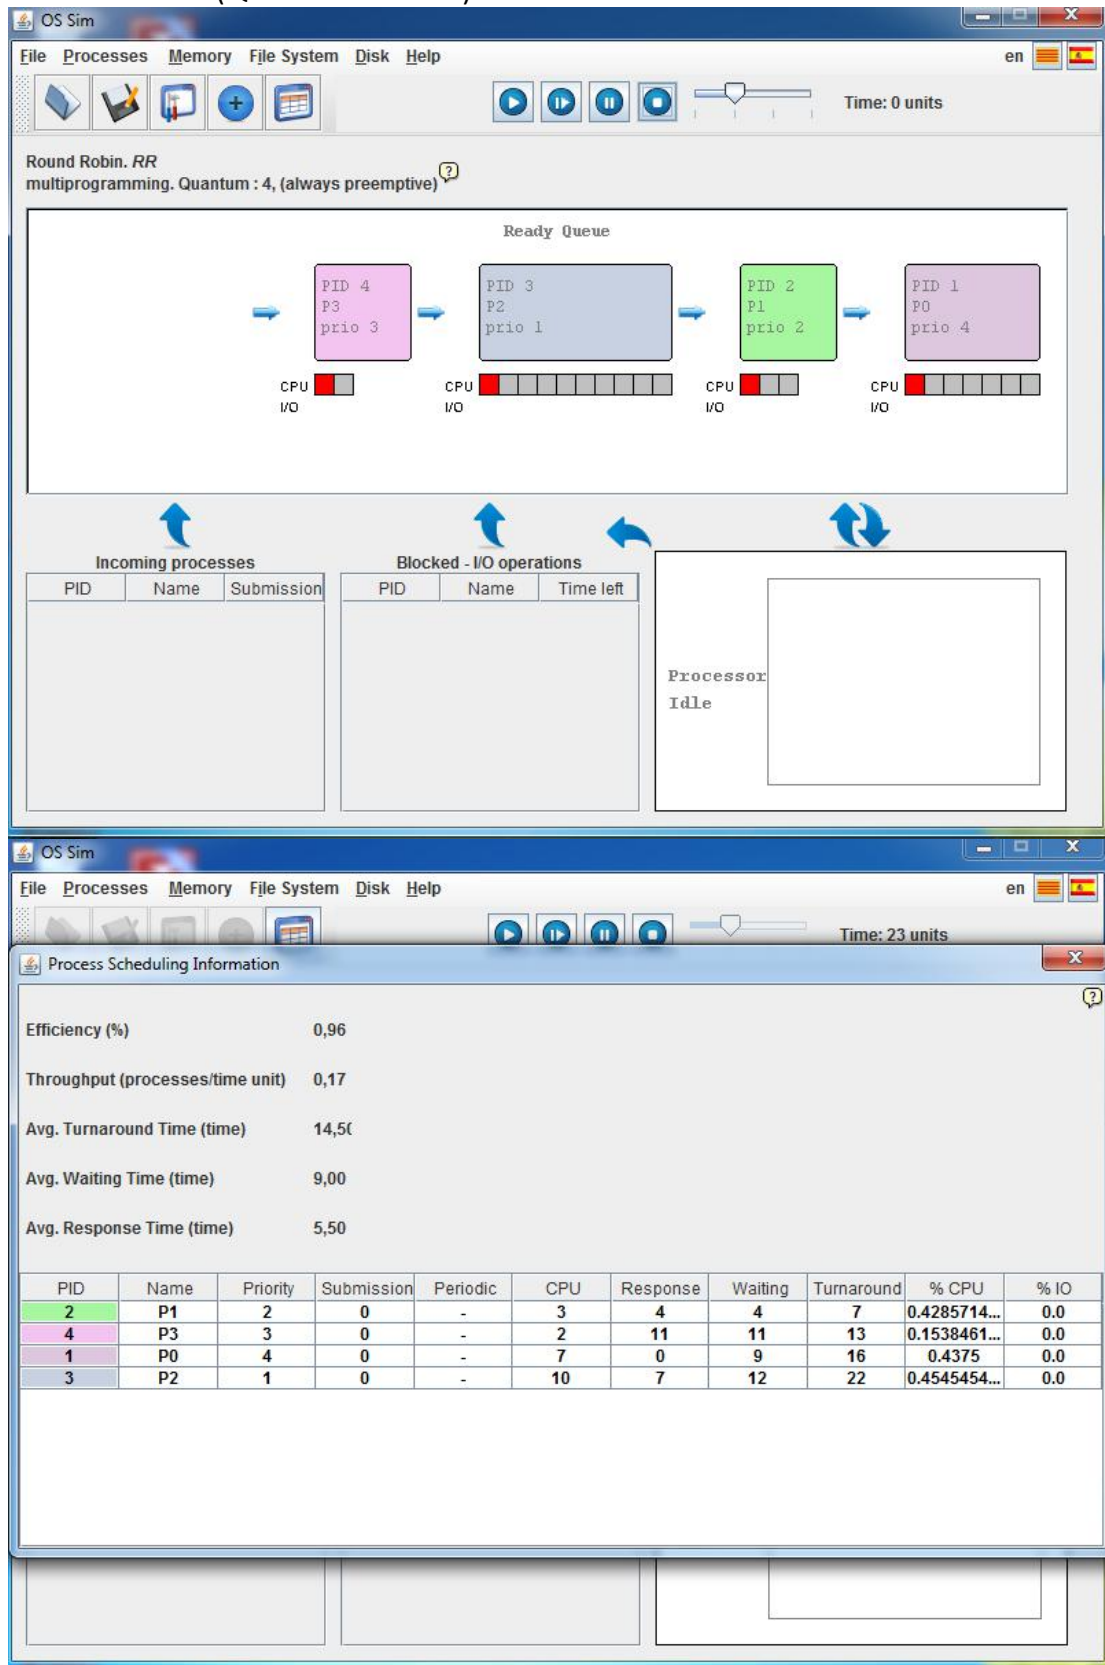 OS Sim
File Processes Memory File System Disk Help en
Time: 0 units
Round Robin. RR
multiprogramming. Quantum : 4, (always preemptive)
Ready Queue
PID 4 PID 3 PID 2 PID 1
P3 P2 P1 P0
prio 3 prio 1 prio 2 prio 4
CPU CPU CPU CPU
I/O I/O I/O I/O
Incoming processes Blocked - I/O operations
PID Name Submission PID Name Time left
Processor
Idle
OS Sim
File Processes Memory File System Disk Help en
Time: 23 units
Process Scheduling Information
Efficiency (%) 0,96
Throughput (processes/time unit) 0,17
Avg. Turnaround Time (time) 14,50
Avg. Waiting Time (time) 9,00
Avg. Response Time (time) 5,50
PID Name Priority Submission Periodic CPU Response Waiting Turnaround % CPU % IO
2 P1 2 0 - 3 4 4 7 0.4285714... 0.0
4 P3 3 0 - 2 11 11 13 0.1538461... 0.0
1 P0 4 0 - 7 0 9 16 0.4375 0.0
3 P2 1 0 - 10 7 12 22 0.4545454... 0.0